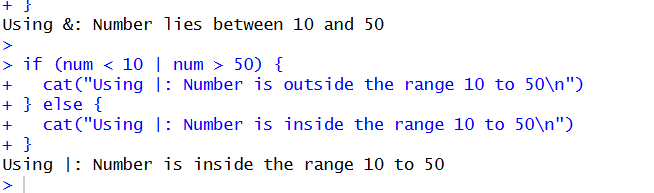 + }
Using &: Number lies between 10 and 50
>
> if (num < 10 | num > 50) {
+   cat("Using |: Number is outside the range 10 to 50\n")
+ } else {
+   cat("Using |: Number is inside the range 10 to 50\n")
+ }
Using |: Number is inside the range 10 to 50
>